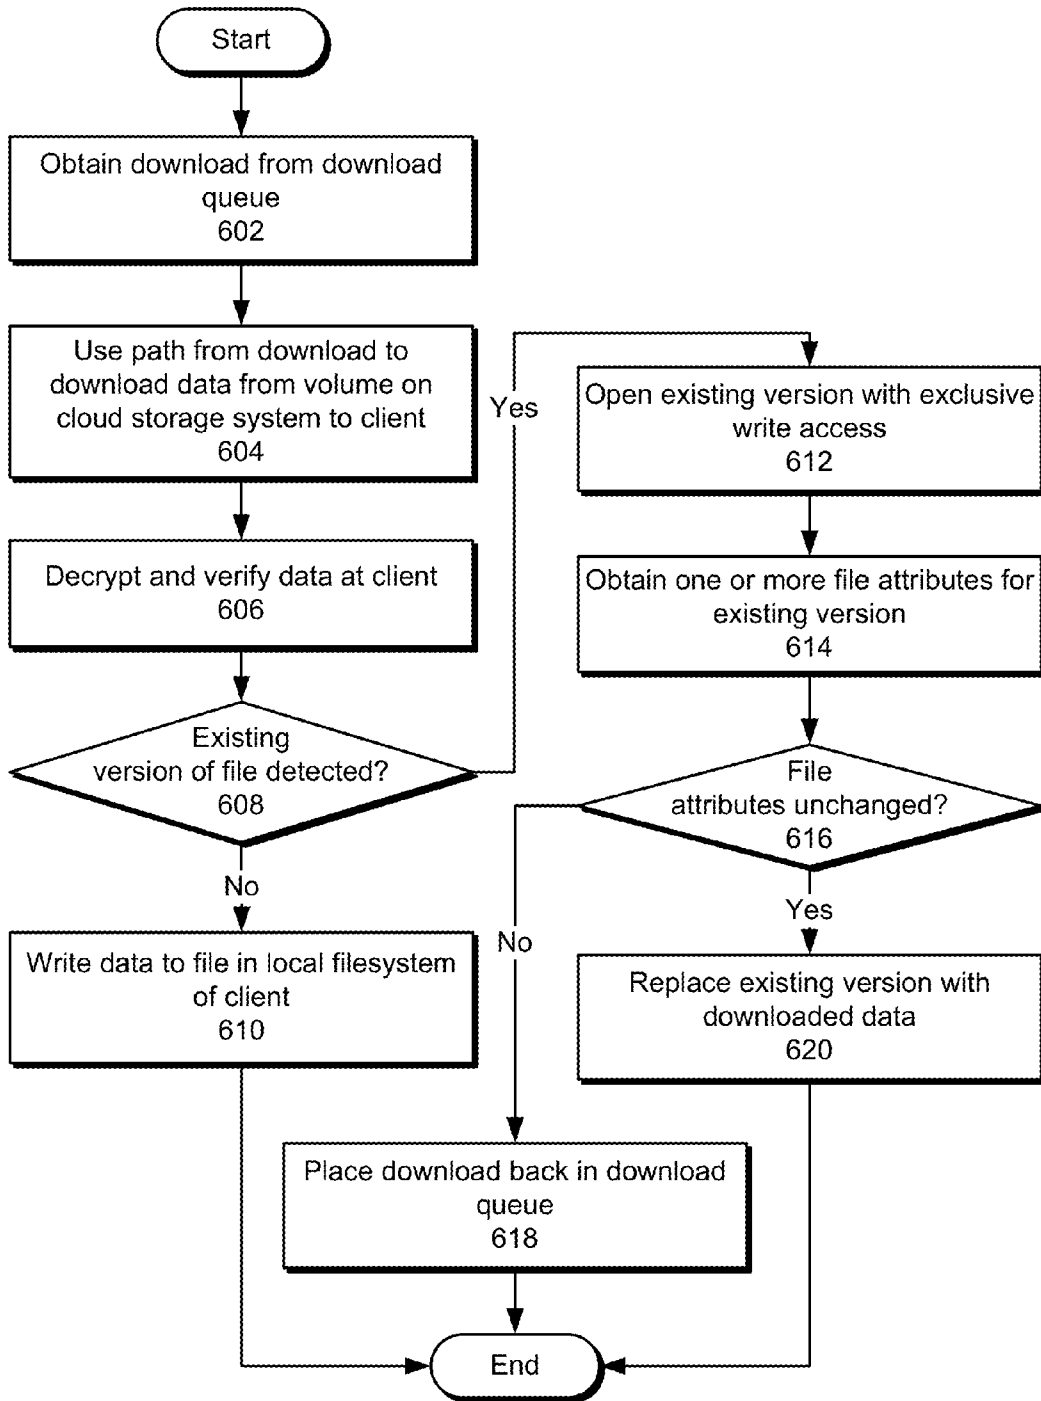 Start
Obtain download from download
queue
602
Use path from download to
download data from volume on
cloud storage system to client
604
Decrypt and verify data at client
606
Existing
version of file detected?
608
Yes
No
Write data to file in local filesystem
of client
610
Open existing version with exclusive
write access
612
Obtain one or more file attributes for
existing version
614
File
attributes unchanged?
616
Yes
No
Replace existing version with
downloaded data
620
Place download back in download
queue
618
End